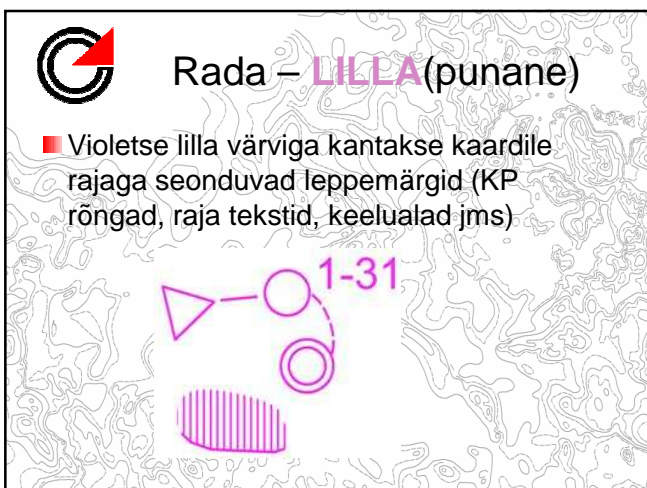 Rada – LILLA(punane)
Violetse lilla värviga kantakse kaardile
rajaga seonduvad leppemärgid (KP
rõngad, raja tekstid, keelualad jms)
1-31